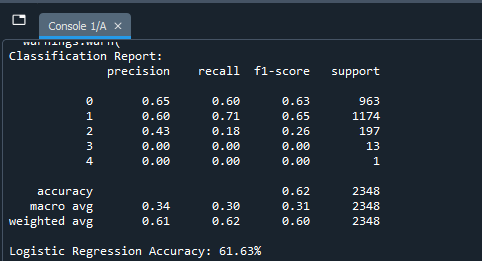 Console 1/A
warnings.warn(
Classification Report:
precision recall f1-score support
0 0.65 0.60 0.63 963
1 0.60 0.71 0.65 1174
2 0.43 0.18 0.26 197
3 0.00 0.00 0.00 13
4 0.00 0.00 0.00 1
accuracy 0.62 2348
macro avg 0.34 0.30 0.31 2348
weighted avg 0.61 0.62 0.60 2348
Logistic Regression Accuracy: 61.63%